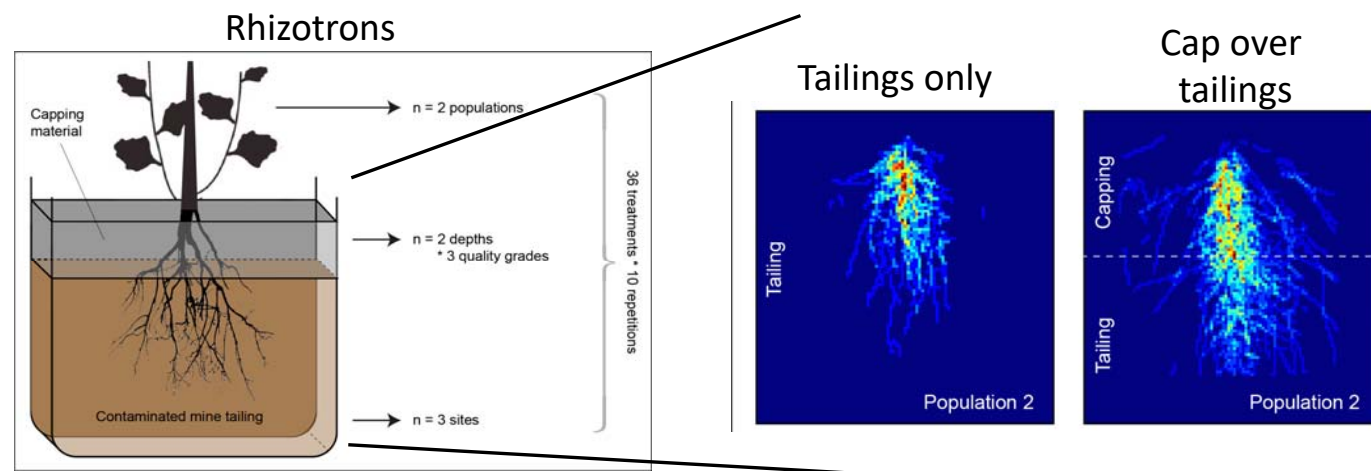 Rhizotrons
Capping
material
n = 2 populations
n = 2 depths
* 3 quality grades
n = 3 sites
Contaminated mine tailing
36 treatments * 10 repetitions
Tailings only
Tailing
Population 2
Cap over
tailings
Capping
Tailing
Population 2